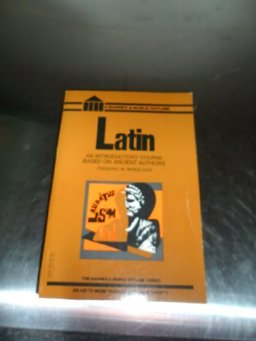 A BARNES & NOBLE OUTLINE
Latin
AN INTRODUCTORY COURSE
BASED ON ANCIENT AUTHORS
FREDERIC M. WHEELOCK
THE BARNES & NOBLE OUTLINE SERIES